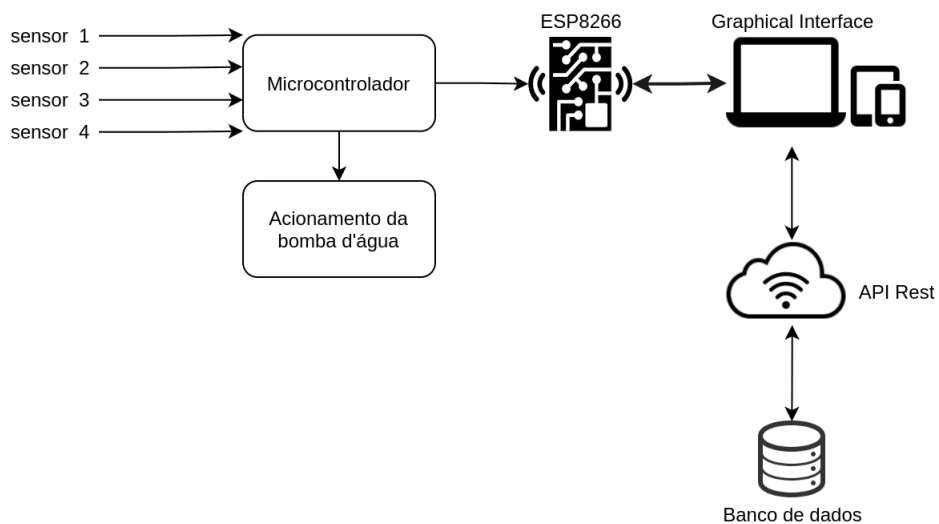 ESP8266
Graphical Interface
sensor 1
sensor 2
sensor 3
sensor 4
Microcontrolador
Acionamento da
bomba d'água
API Rest
Banco de dados